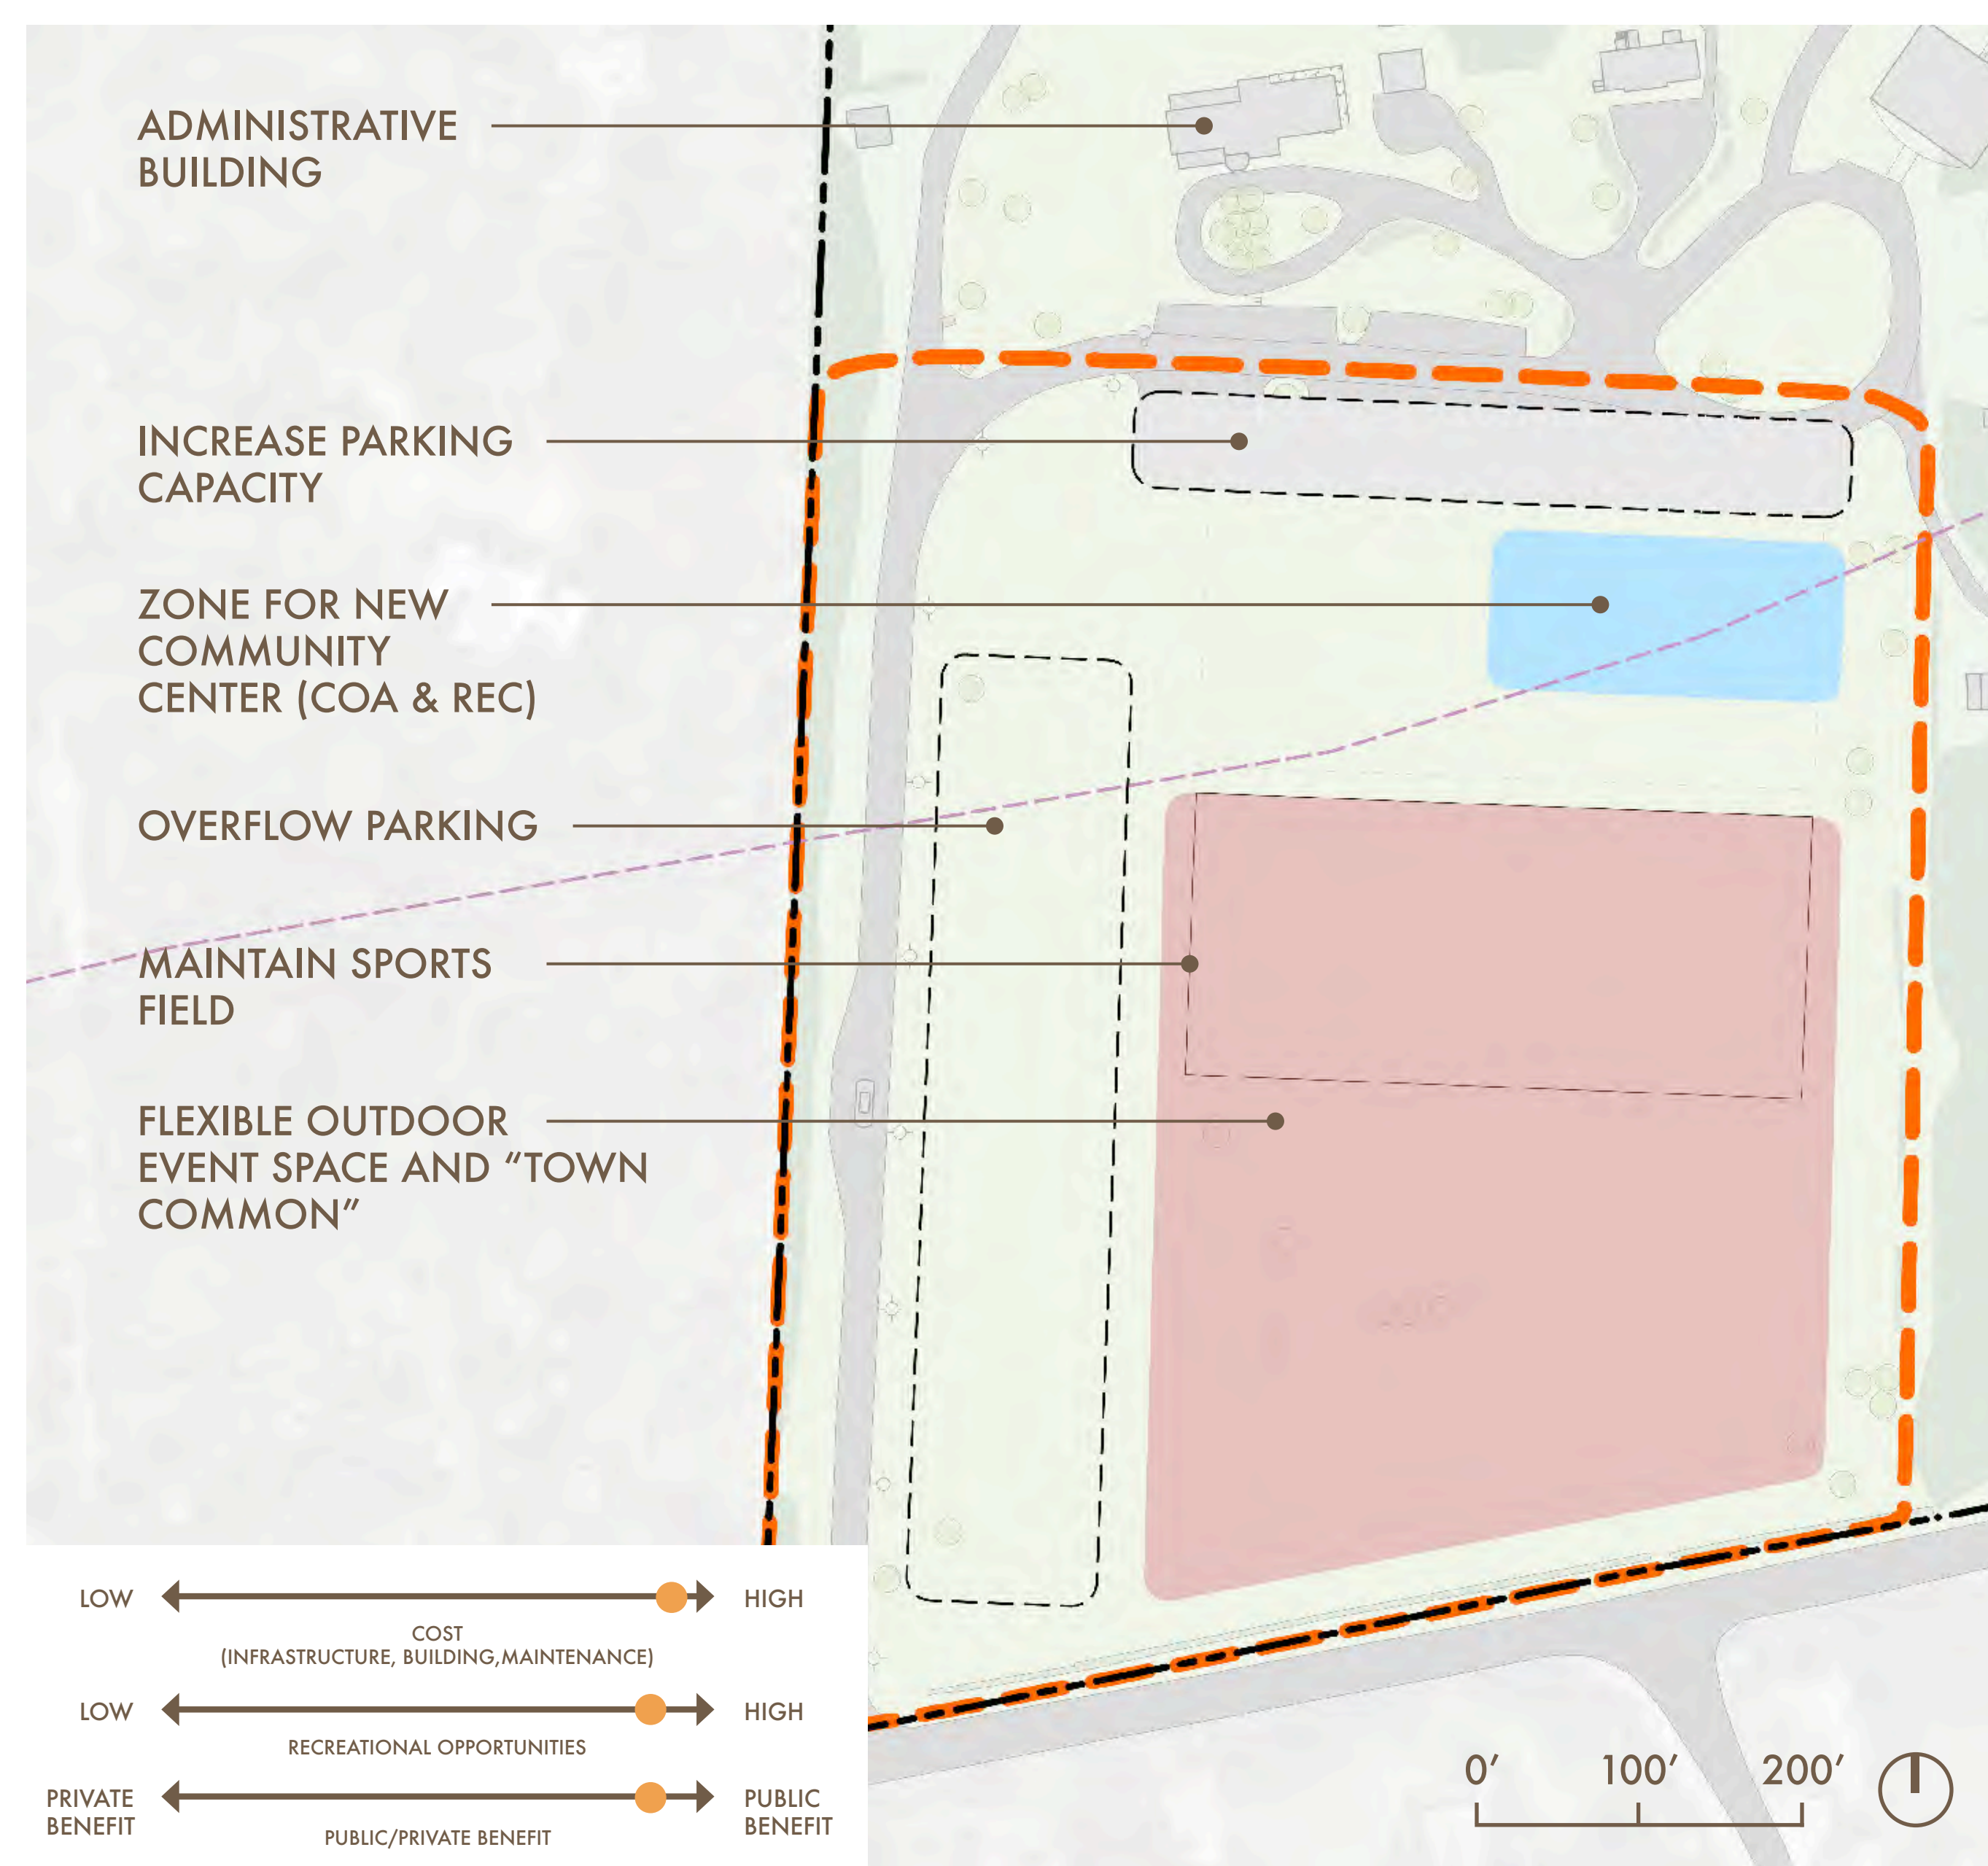 ADMINISTRATIVE
BUILDING
INCREASE PARKING
CAPACITY
ZONE FOR NEW
COMMUNITY
CENTER (COA & REC)
OVERFLOW PARKING
MAINTAIN SPORTS
FIELD
FLEXIBLE OUTDOOR
EVENT SPACE AND “TOWN
COMMON”
LOW HIGH
COST
(INFRASTRUCTURE, BUILDING,MAINTENANCE)
LOW HIGH
RECREATIONAL OPPORTUNITIES
PRIVATE
BENEFIT
PUBLIC
BENEFIT
PUBLIC/PRIVATE BENEFIT
0′ 100′ 200′